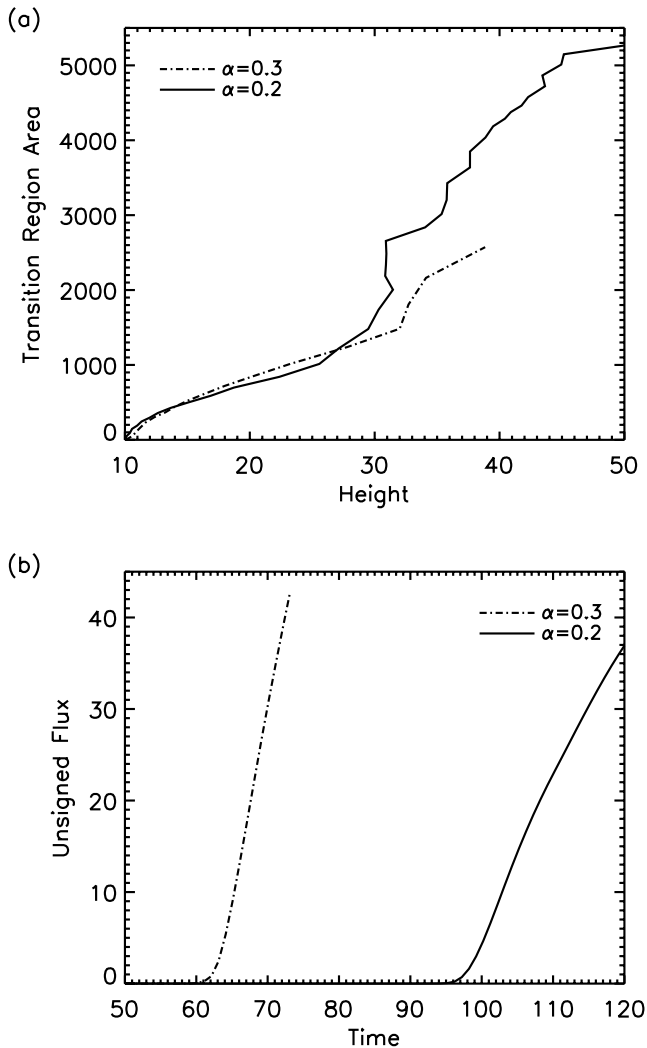 (a)
5000
4000
3000
2000
1000
0
Transition Region Area
α=0.3
α=0.2
10 20 30 40 50
Height
(b)
40
30
20
10
0
Unsigned Flux
α=0.3
α=0.2
50 60 70 80 90 100 110 120
Time